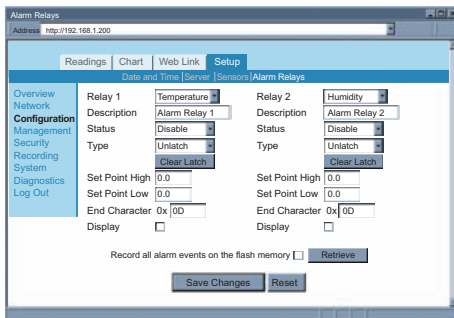 Alarm Relays
Address http://192.168.1.200
Readings Chart Web Link Setup
Date and Time |Server |Sensors|Alarm Relays
Overview
Network
Configuration
Management
Security
Recording
System
Diagnostics
Log Out
Relay 1 Temperature Relay 2 Humidity
Description Alarm Relay 1 Description Alarm Relay 2
Status Disable Status Disable
Type Unlatch Type Unlatch
Clear Latch Clear Latch
Set Point High 0.0 Set Point High 0.0
Set Point Low 0.0 Set Point Low 0.0
End Character 0x 0D End Character 0x 0D
Display Display
Record all alarm events on the flash memory Retrieve
Save Changes Reset